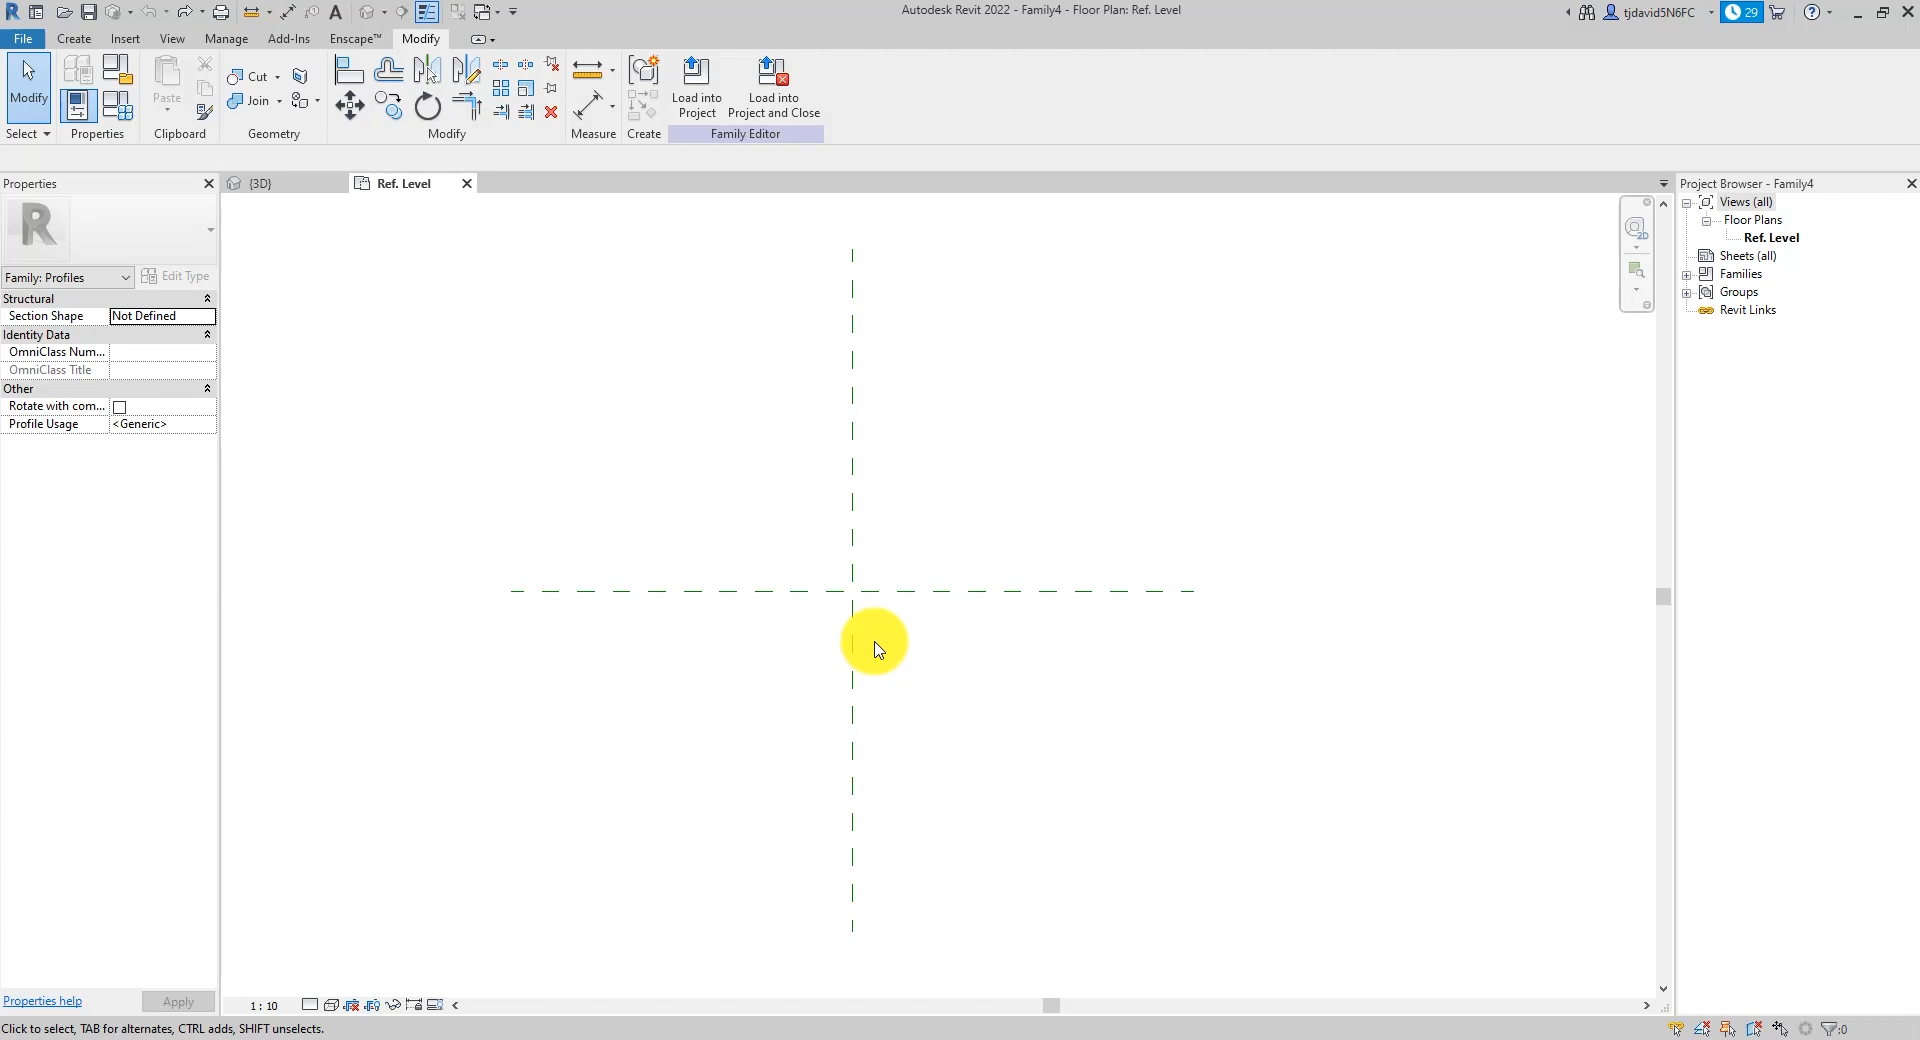 Autodesk Revit 2022 - Family4 - Floor Plan: Ref. Level
tjdavid5N6FC
29
File Create Insert View Manage Add-Ins Enscape™ Modify
Modify
Paste
Cut
Join
Load into
Project
Load into
Project and Close
Select Properties Clipboard Geometry Modify Measure Create Family Editor
Properties
{3D}
Ref. Level
Project Browser - Family4
R
Family: Profiles
Edit Type
Structural
Section Shape Not Defined
Identity Data
OmniClass Num...
OmniClass Title
Other
Rotate with com...
Profile Usage <Generic>
2D
Views (all)
Floor Plans
Ref. Level
Sheets (all)
Families
Groups
Revit Links
Properties help
Apply
1 : 10
Click to select, TAB for alternates, CTRL adds, SHIFT unselects.
:0